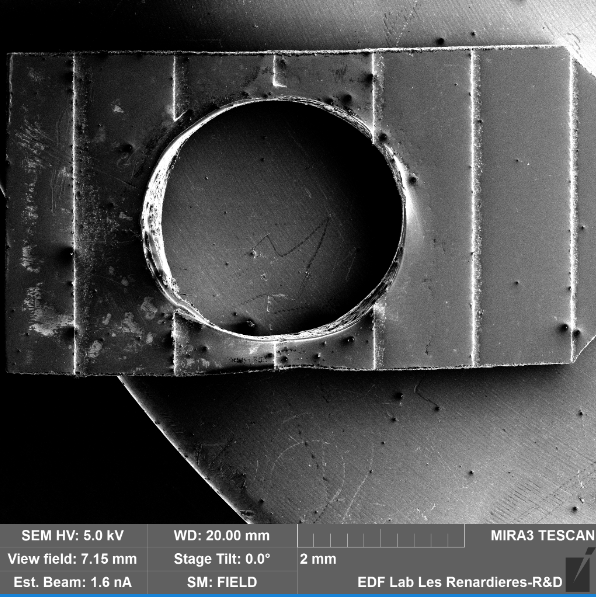 SEM HV: 5.0 kV WD: 20.00 mm MIRA3 TESCAN
View field: 7.15 mm Stage Tilt: 0.0° 2 mm
Est. Beam: 1.6 nA SM: FIELD EDF Lab Les Renardieres-R&D